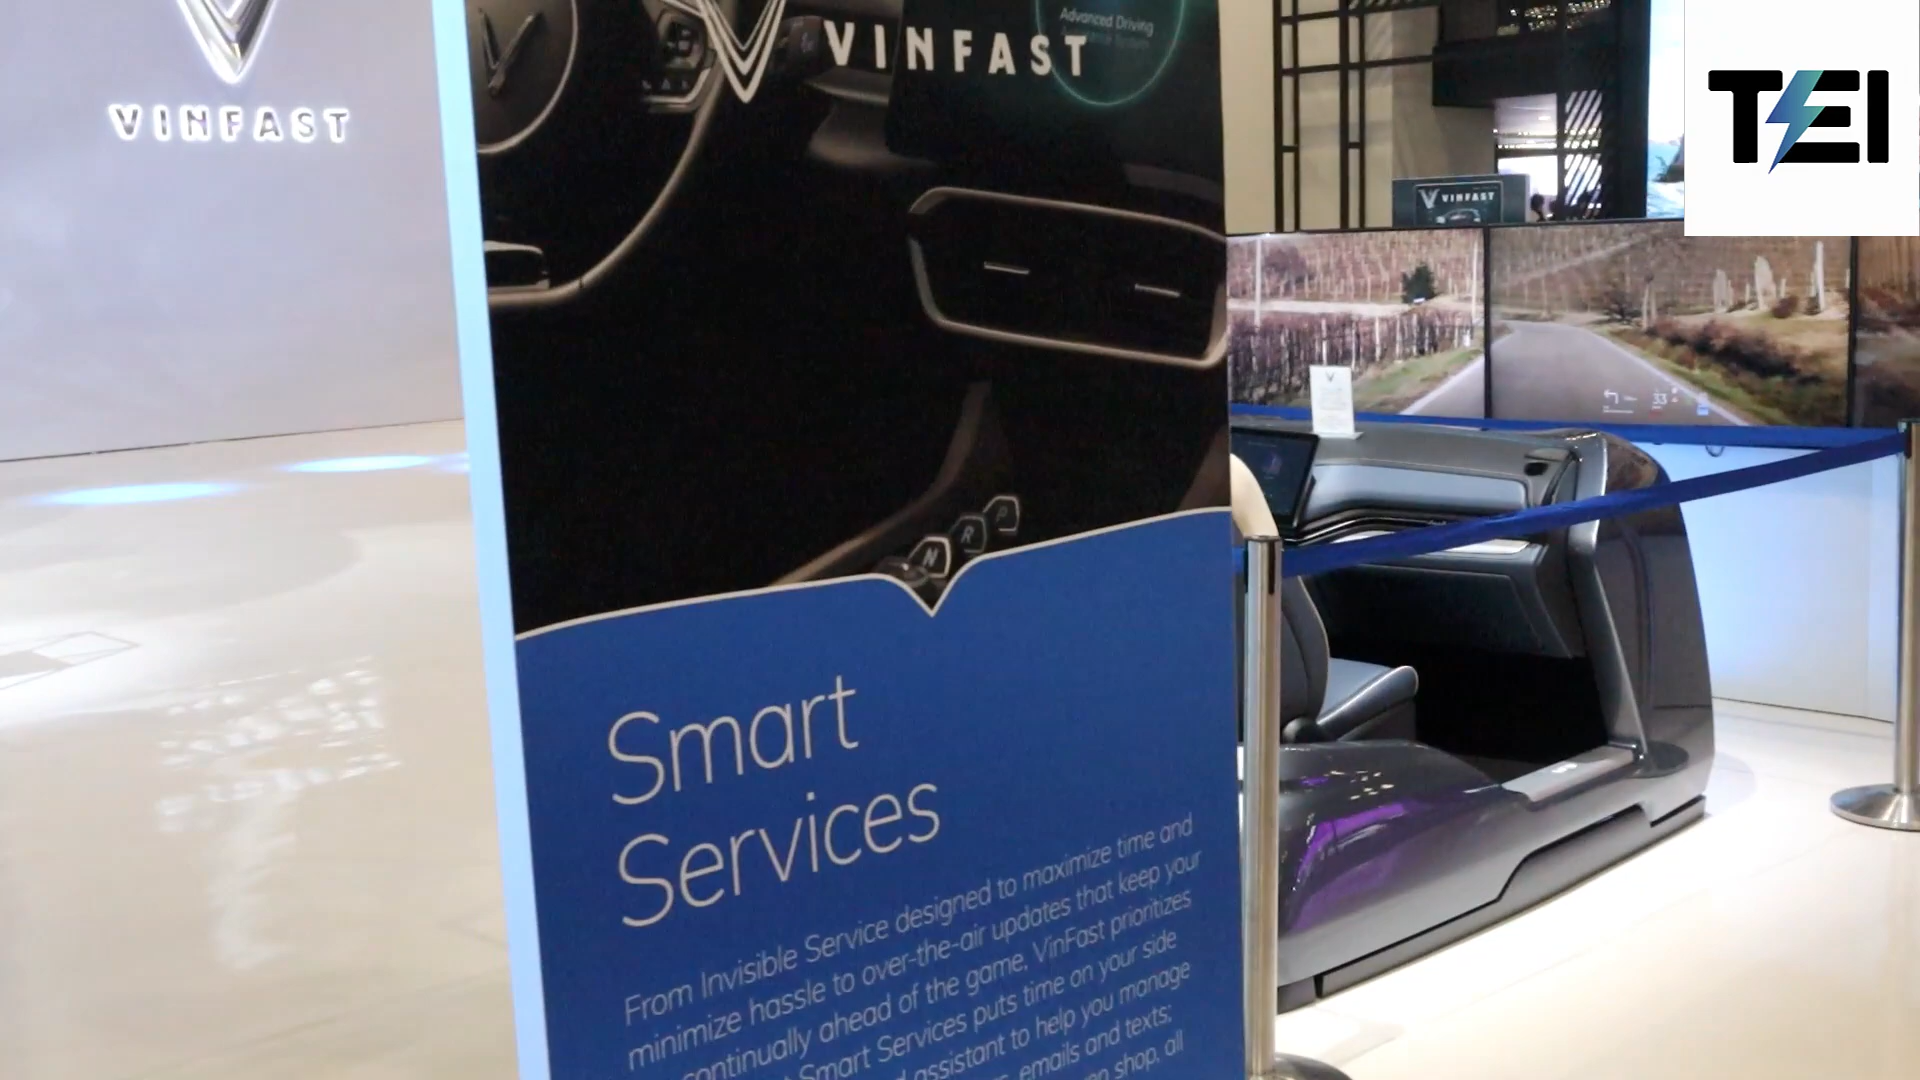 VINFAST
VINFAST
Advanced Driving
TEI
VINFAST
33
P
R
N
Smart
Services
From Invisible Service designed to maximize time and
minimize hassle to over-the-air updates that keep your
continually ahead of the game, VinFast prioritizes
Smart Services puts time on your side
assistant to help you manage
emails and texts;
shop, all